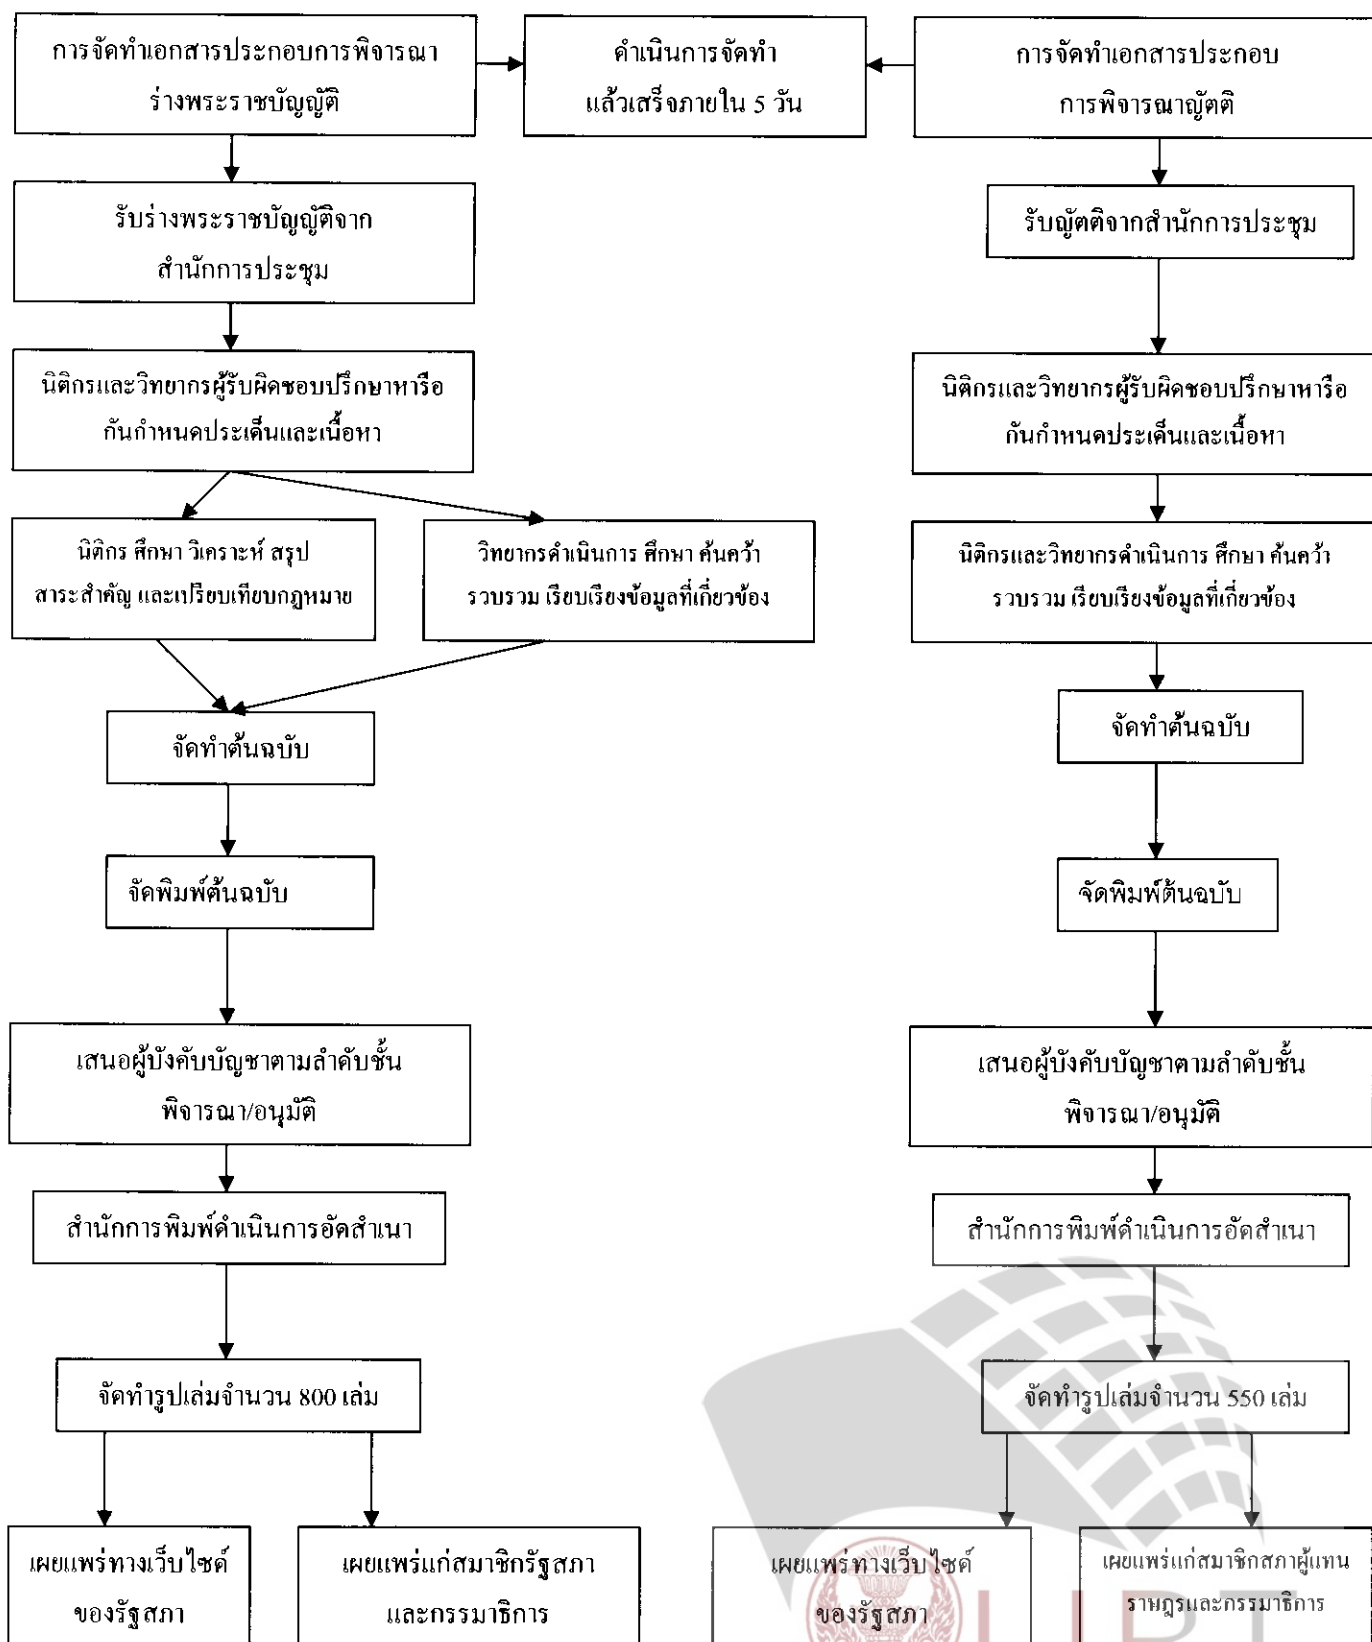 การจัดทำเอกสารประกอบการพิจารณา
ร่างพระราชบัญญัติ
ดำเนินการจัดทำ
แล้วเสร็จภายใน 5 วัน
การจัดทำเอกสารประกอบ
การพิจารณาญัตติ
รับร่างพระราชบัญญัติจาก
สำนักการประชุม
รับญัตติจากสำนักการประชุม
นิติกรและวิทยากรผู้รับผิดชอบปรึกษาหารือ
กันกำหนดประเด็นและเนื้อหา
นิติกรและวิทยากรผู้รับผิดชอบปรึกษาหารือ
กันกำหนดประเด็นและเนื้อหา
นิติกร ศึกษา วิเคราะห์ สรุป
สาระสำคัญ และเปรียบเทียบกฎหมาย
วิทยากรดำเนินการ ศึกษา ค้นคว้า
รวบรวม เรียบเรียงข้อมูลที่เกี่ยวข้อง
นิติกรและวิทยากรดำเนินการ ศึกษา ค้นคว้า
รวบรวม เรียบเรียงข้อมูลที่เกี่ยวข้อง
จัดทำต้นฉบับ
จัดทำต้นฉบับ
จัดพิมพ์ต้นฉบับ
จัดพิมพ์ต้นฉบับ
เสนอผู้บังคับบัญชาตามลำดับชั้น
พิจารณา/อนุมัติ
เสนอผู้บังคับบัญชาตามลำดับชั้น
พิจารณา/อนุมัติ
สำนักการพิมพ์ดำเนินการอัดสำเนา
สำนักการพิมพ์ดำเนินการอัดสำเนา
จัดทำรูปเล่มจำนวน 800 เล่ม
จัดทำรูปเล่มจำนวน 550 เล่ม
เผยแพร่ทางเว็บไซด์
ของรัฐสภา
เผยแพร่แก่สมาชิกรัฐสภา
และกรรมาธิการ
เผยแพร่ทางเว็บไซด์
ของรัฐสภา
เผยแพร่แก่สมาชิกสภาผู้แทน
ราษฎรและกรรมาธิการ